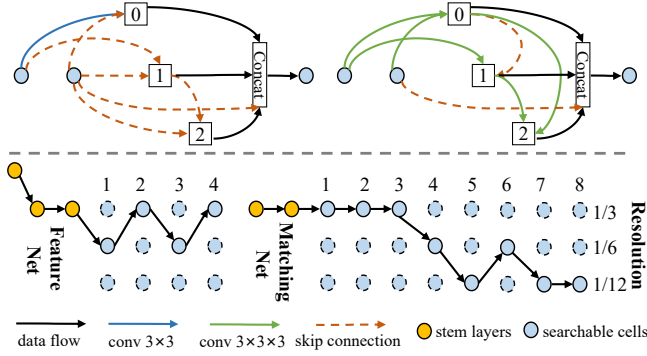 0
1
2
Concat
0
1
2
Concat
1 2 3 4
1 2 3 4 5 6 7 8
Feature
Net
Matching
Net
1/3
1/6
1/12
Resolution
data flow
conv 3×3
conv 3×3×3
skip connection
stem layers
searchable cells